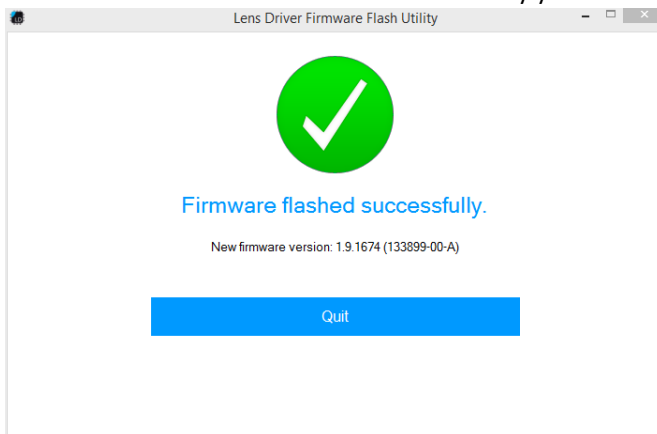 Lens Driver Firmware Flash Utility
Firmware flashed successfully.
New firmware version: 1.9.1674 (133899-00-A)
Quit